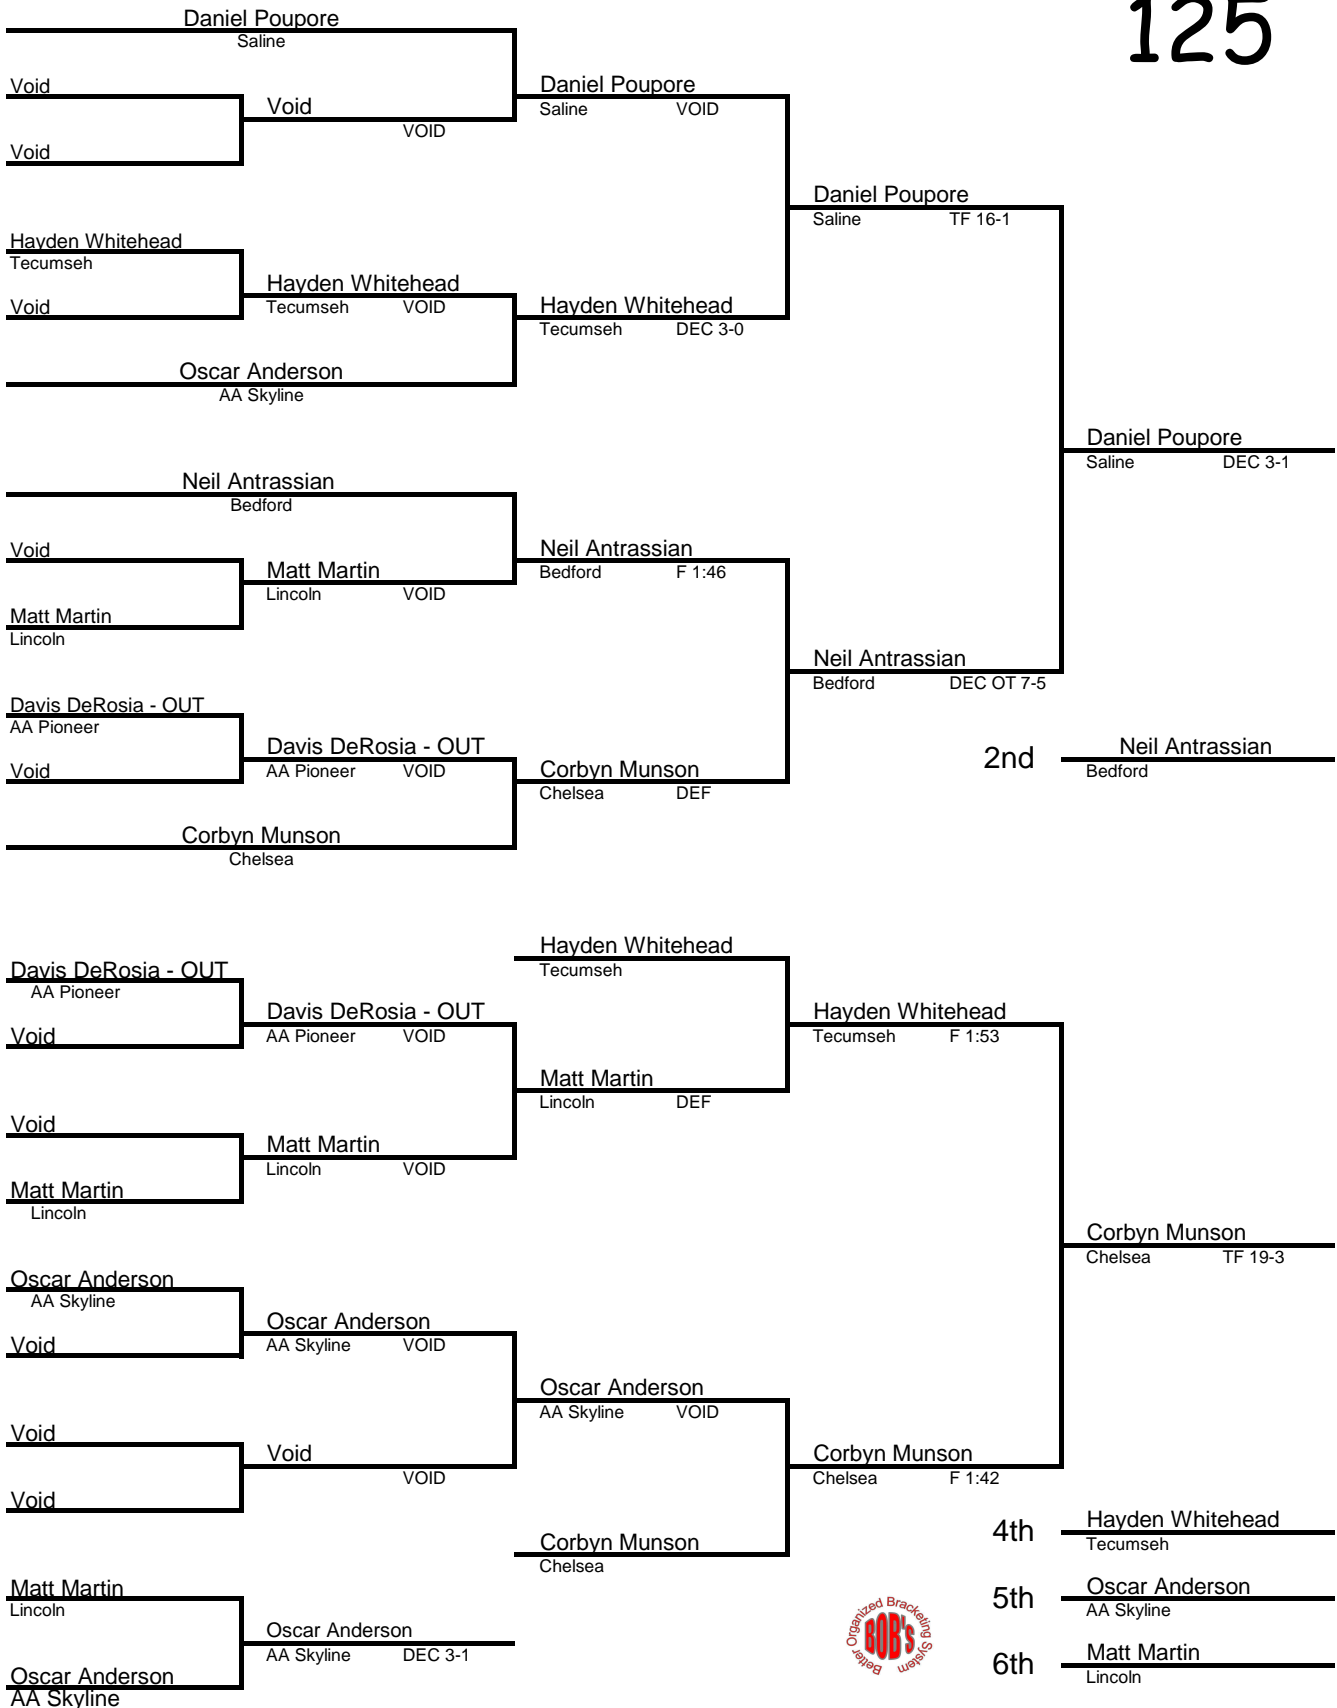 125
Daniel Poupore
Saline
Void
Void
VOID
Void
Daniel Poupore
Saline VOID
Hayden Whitehead
Tecumseh
Void
Hayden Whitehead
Tecumseh VOID
Oscar Anderson
AA Skyline
Hayden Whitehead
Tecumseh DEC 3-0
Daniel Poupore
Saline TF 16-1
Neil Antrassian
Bedford
Void
Matt Martin
Lincoln
Matt Martin
Lincoln VOID
Neil Antrassian
Bedford F 1:46
Davis DeRosia - OUT
AA Pioneer
Void
Davis DeRosia - OUT
AA Pioneer VOID
Corbyn Munson
Chelsea
Corbyn Munson
Chelsea DEF
Neil Antrassian
Bedford DEC OT 7-5
Daniel Poupore
Saline DEC 3-1
2nd Neil Antrassian
Bedford
Davis DeRosia - OUT
AA Pioneer
Void
Davis DeRosia - OUT
AA Pioneer VOID
Void
Matt Martin
Lincoln
Matt Martin
Lincoln VOID
Hayden Whitehead
Tecumseh
Matt Martin
Lincoln DEF
Hayden Whitehead
Tecumseh F 1:53
Oscar Anderson
AA Skyline
Void
Oscar Anderson
AA Skyline VOID
Void
Void
Void
VOID
Oscar Anderson
AA Skyline VOID
Corbyn Munson
Chelsea
Corbyn Munson
Chelsea F 1:42
Corbyn Munson
Chelsea TF 19-3
Matt Martin
Lincoln
Oscar Anderson
AA Skyline
Oscar Anderson
AA Skyline DEC 3-1
Better Organized Bracketing System
BOB'S
4th Hayden Whitehead
Tecumseh
5th Oscar Anderson
AA Skyline
6th Matt Martin
Lincoln